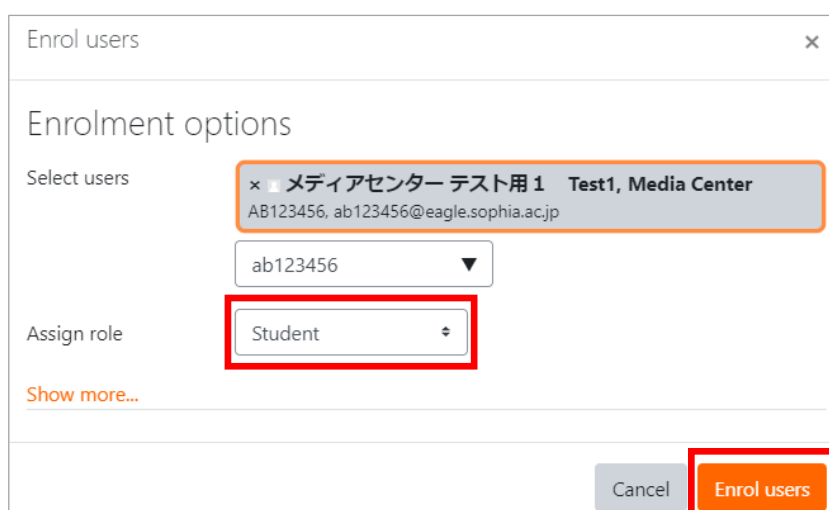 Enrol users ×
Enrolment options
Select users
× メディアセンター テスト用１　Test1, Media Center
AB123456, ab123456@eagle.sophia.ac.jp
ab123456 ▼
Assign role
Student
Show more...
Cancel
Enrol users